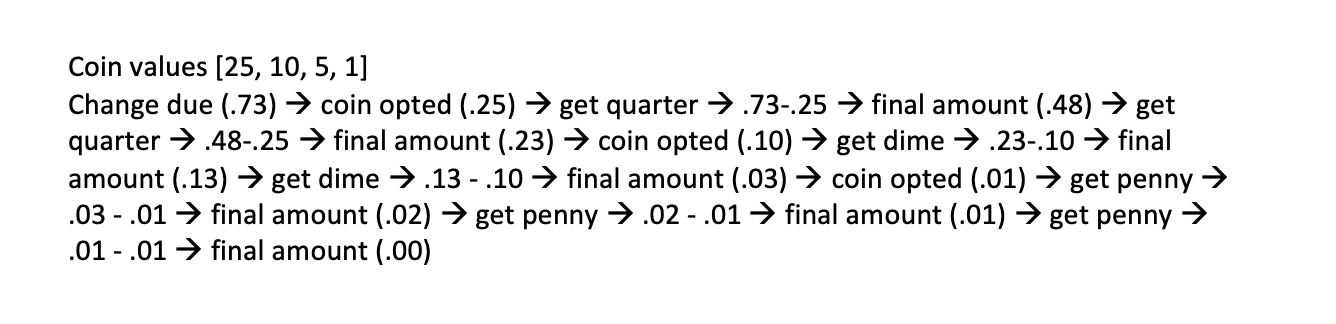 Coin values [25, 10, 5, 1]
Change due (.73) → coin opted (.25) → get quarter → .73-.25 → final amount (.48) → get
quarter → .48-.25 → final amount (.23) → coin opted (.10) → get dime → .23-.10 → final
amount (.13) → get dime → .13 - .10 → final amount (.03) → coin opted (.01) → get penny →
.03 - .01 → final amount (.02) → get penny → .02 - .01 → final amount (.01) → get penny →
.01 - .01 → final amount (.00)